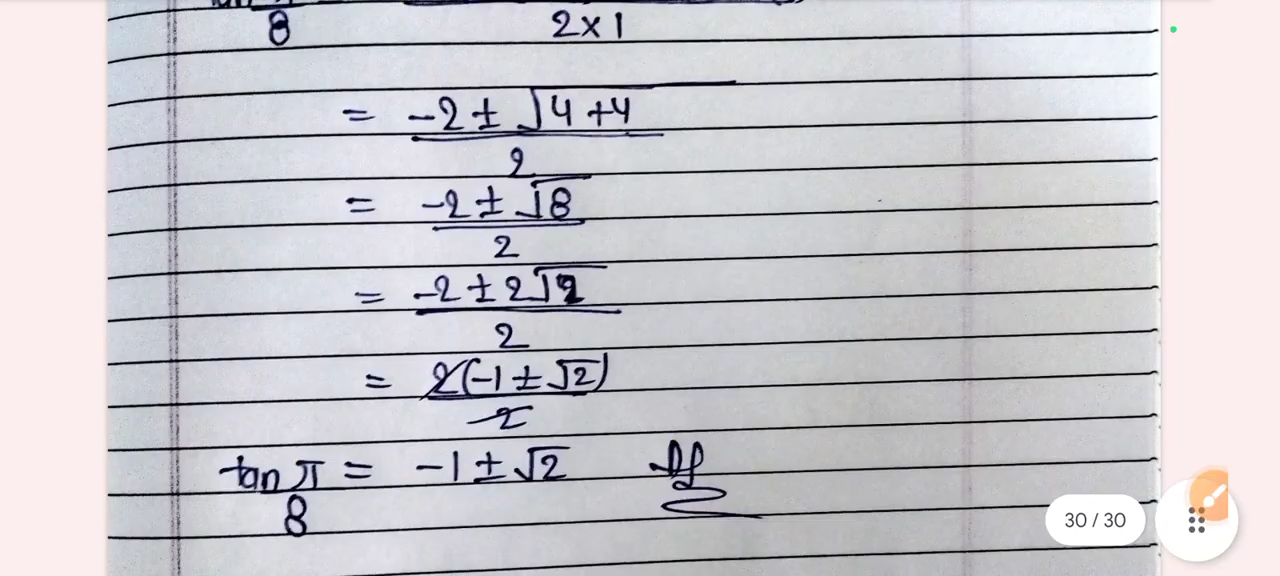 8 2×1
= -2 ± √4+4
2
= -2 ± √8
2
= -2 ± 2√2
2
= 2(-1 ± √2)
2
tan π = -1 ± √2
8
30 / 30